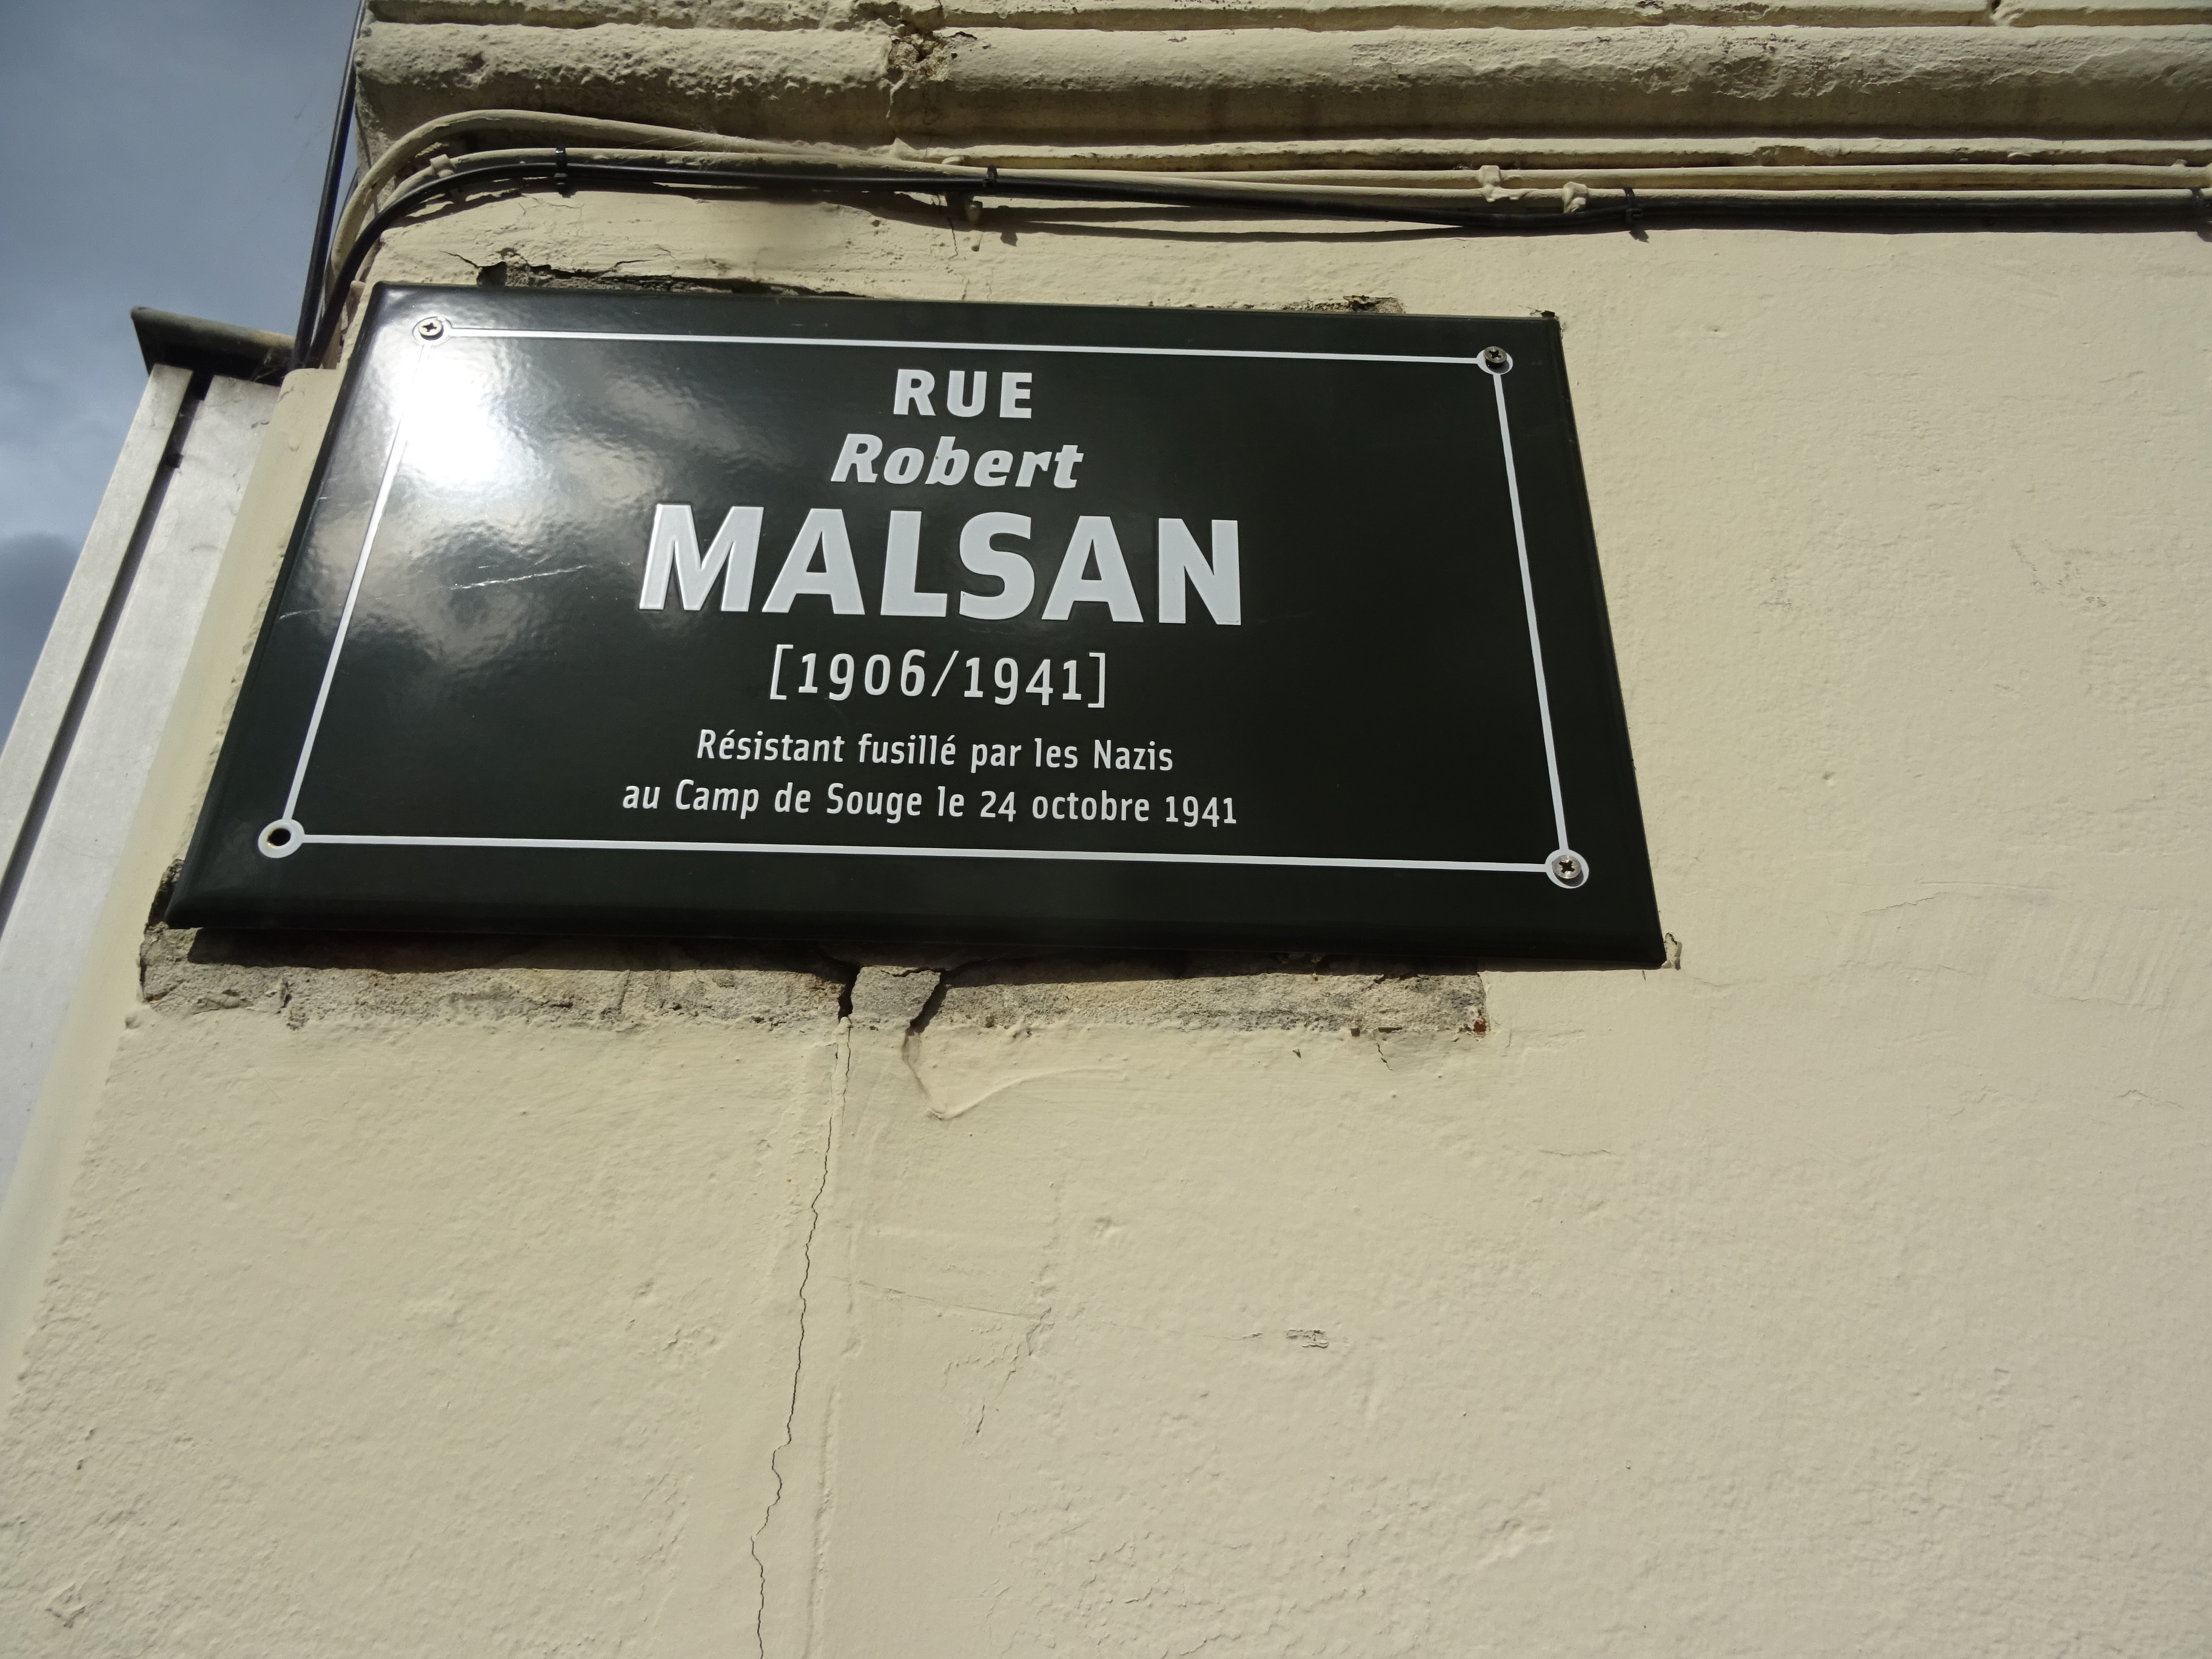 RUE
Robert
MALSAN
[1906/1941]
Résistant fusillé par les Nazis
au Camp de Souge le 24 octobre 1941